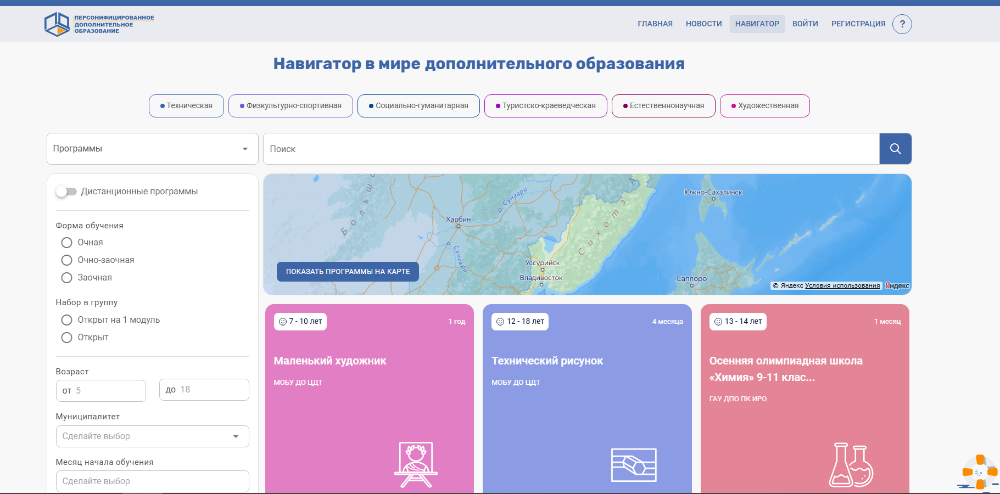 ПЕРСОНИФИЦИРОВАННОЕ
ДОПОЛНИТЕЛЬНОЕ
ОБРАЗОВАНИЕ
ГЛАВНАЯ НОВОСТИ НАВИГАТОР ВОЙТИ РЕГИСТРАЦИЯ ?
Навигатор в мире дополнительного образования
Техническая Физкультурно-спортивная Социально-гуманитарная Туристско-краеведческая Естественнонаучная Художественная
Программы
Поиск
Дистанционные программы
Форма обучения
Очная
Очно-заочная
Заочная
Набор в группу
Открыт на 1 модуль
Открыт
Возраст
от 5
до 18
Муниципалитет
Сделайте выбор
Месяц начала обучения
Сделайте выбор
Больш
р. Сунгари
Сихотэ-А
Южно-Сахалинск
Харбин
р. Сунгари
Уссурийск
Владивосток
Саппоро
ПОКАЗАТЬ ПРОГРАММЫ НА КАРТЕ
© Яндекс Условия использования Яндекс
7 - 10 лет
1 год
Маленький художник
МОБУ ДО ЦДТ
12 - 18 лет
4 месяца
Технический рисунок
МОБУ ДО ЦДТ
13 - 14 лет
1 месяц
Осенняя олимпиадная школа
«Химия» 9-11 клас...
ГАУ ДПО ПК ИРО